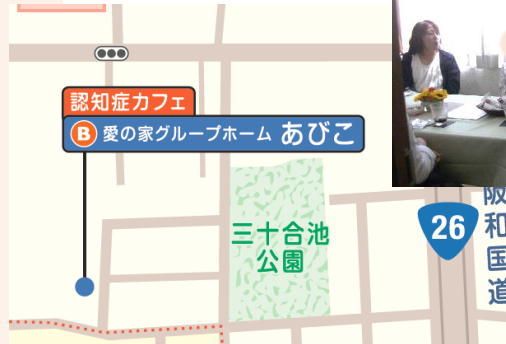 認知症カフェ
B 愛の家グループホーム あびこ
三十合池
公園
26
阪和国道